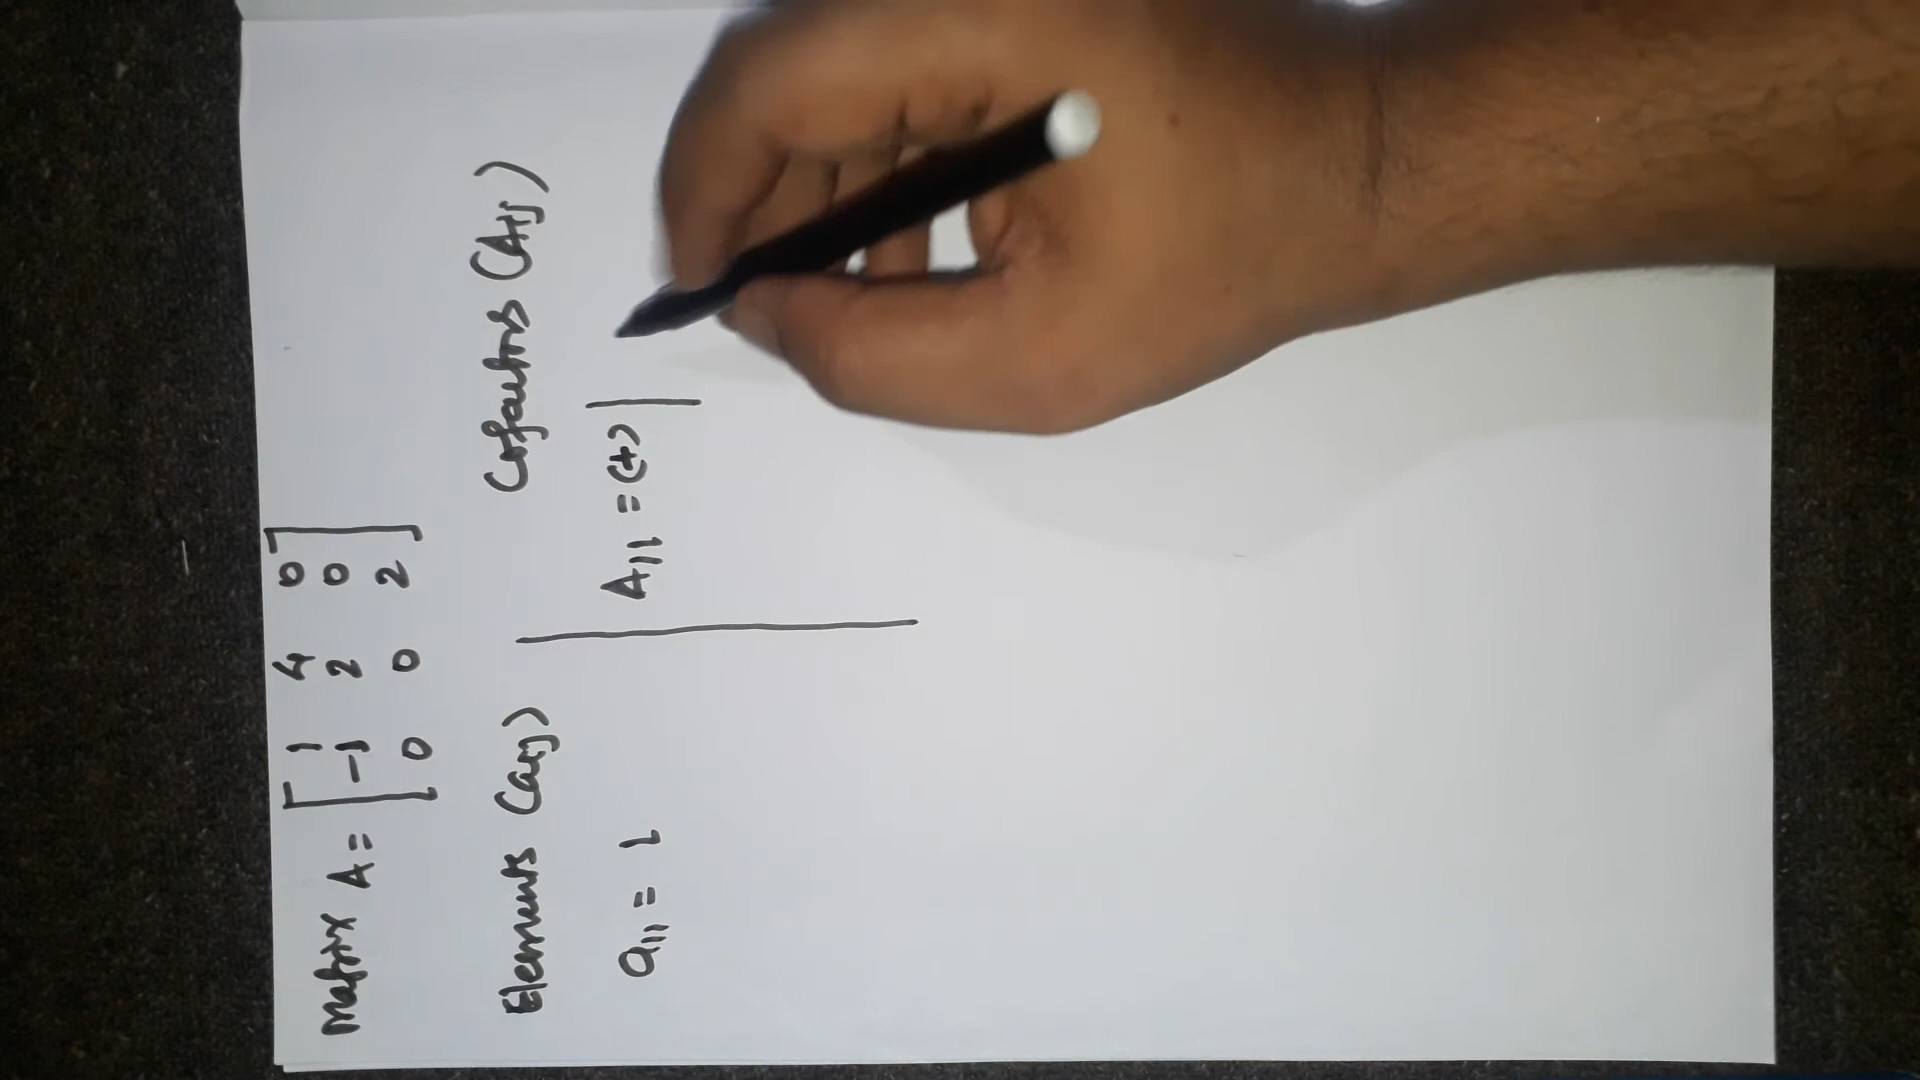 1 4 0
Matrix A = [ -1 2 0 ]
0 0 2
Elements (aij) Cofactors (Aij)
a11 = 1 | A11 = (+) |